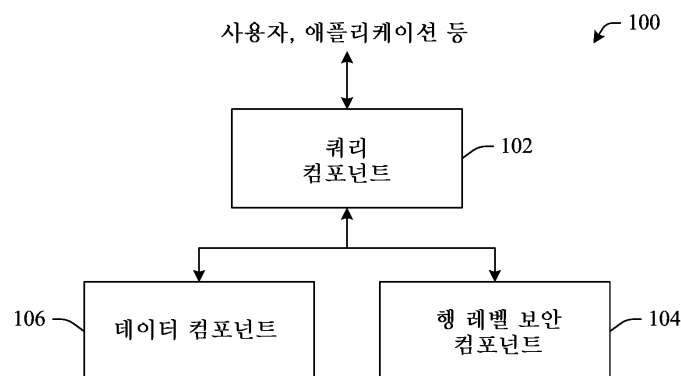 사용자, 애플리케이션 등
100
쿼리
컴포넌트
102
106
데이터 컴포넌트
행 레벨 보안
컴포넌트
104